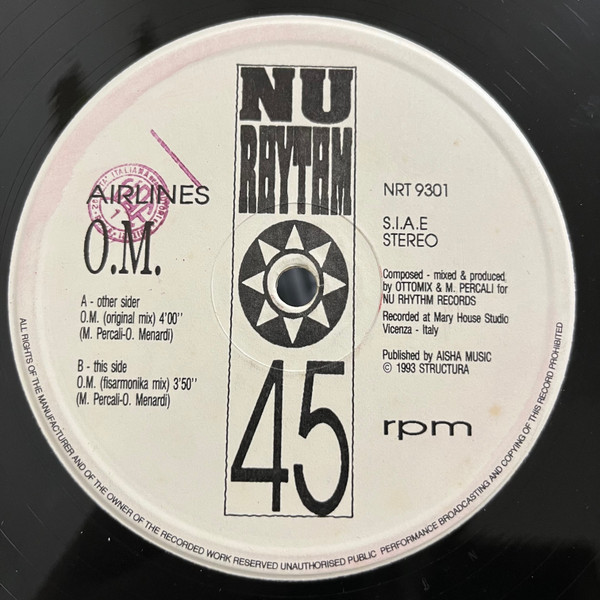 NU
RHYTHM
AIRLINES
O.M.
A - other sider
O.M. (original mix) 4'00''
(M. Percali-O. Menardi)
B - this side
O.M. (fisarmonika mix) 3'50''
(M. Percali-O. Menardi)
NRT 9301
S.I.A.E
STEREO
Composed - mixed & produced
by OTTOMIX & M. PERCALI for
NU RHYTHM RECORDS
Recorded at Mary House Studio
Vicenza - Italy
Published by AISHA MUSIC
© 1993 STRUCTURA
45
rpm
ALL RIGHTS OF THE MANUFACTURER AND OF THE OWNER OF THE RECORDED WORK RESERVED UNAUTHORISED PUBLIC PERFORMANCE BROADCASTING AND COPYING OF THIS RECORD PROHIBITED